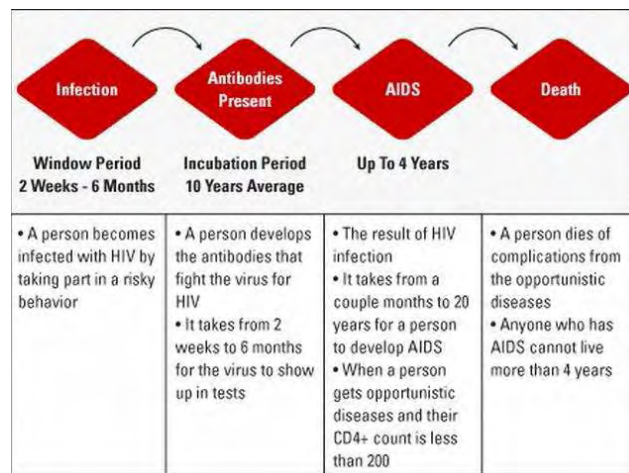 Infection
Antibodies
Present
AIDS
Death
Window Period
2 Weeks - 6 Months
Incubation Period
10 Years Average
Up To 4 Years
• A person becomes
infected with HIV by
taking part in a risky
behavior
• A person develops
the antibodies that
fight the virus for
HIV
• It takes from 2
weeks to 6 months
for the virus to show
up in tests
• The result of HIV
infection
• It takes from a
couple months to 20
years for a person
to develop AIDS
• When a person
gets opportunistic
diseases and their
CD4+ count is less
than 200
• A person dies of
complications from
the opportunistic
diseases
• Anyone who has
AIDS cannot live
more than 4 years